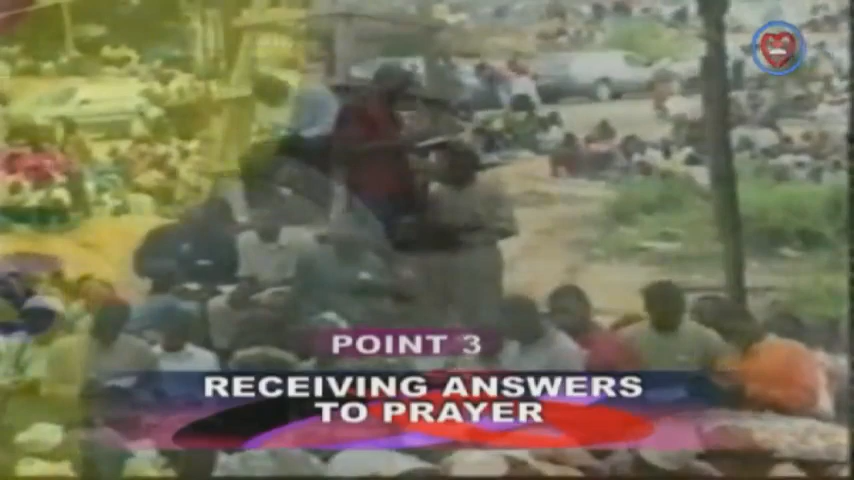 POINT 3
RECEIVING ANSWERS
TO PRAYER